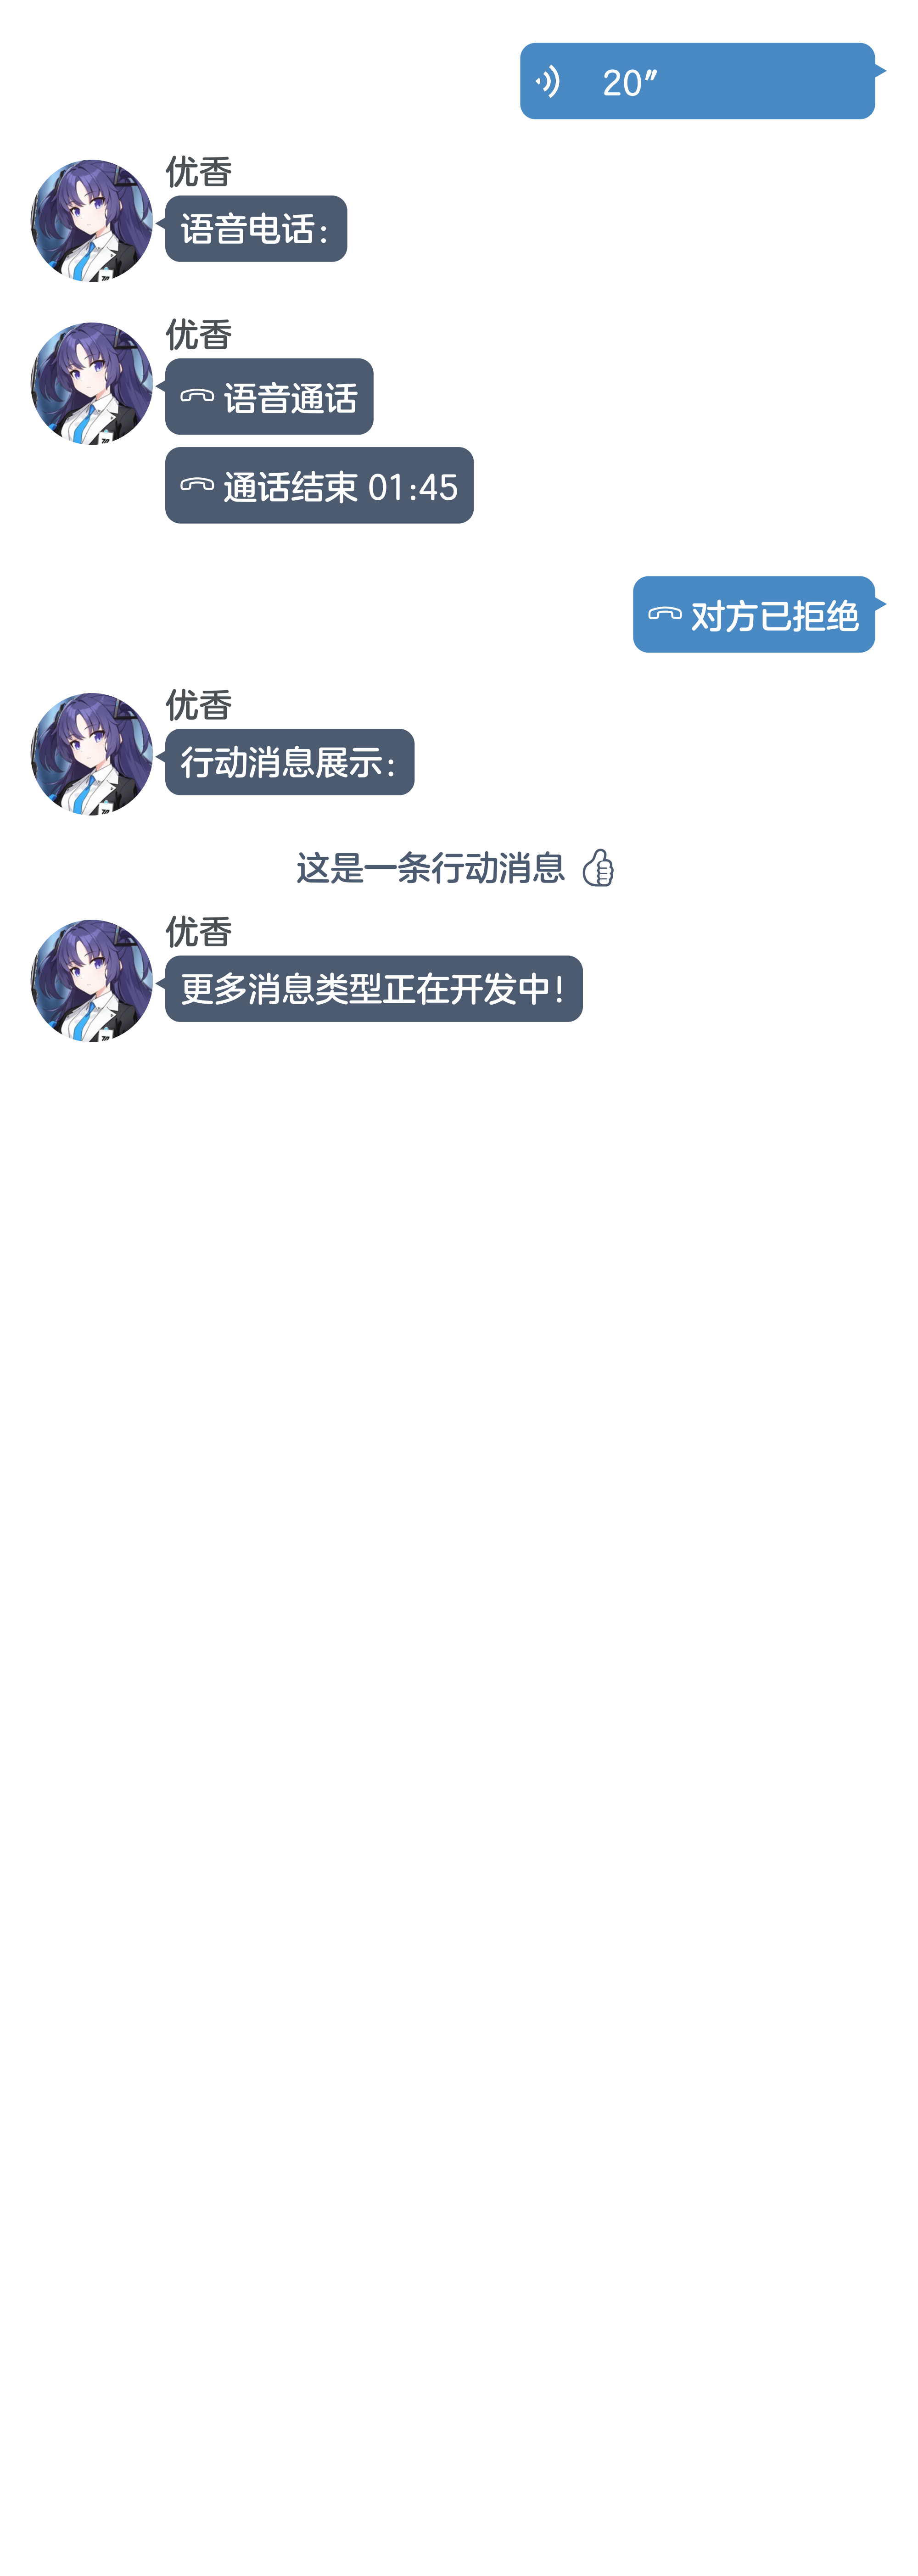 20″
优香
语音电话：
优香
语音通话
通话结束 01:45
对方已拒绝
优香
行动消息展示：
这是一条行动消息
优香
更多消息类型正在开发中！